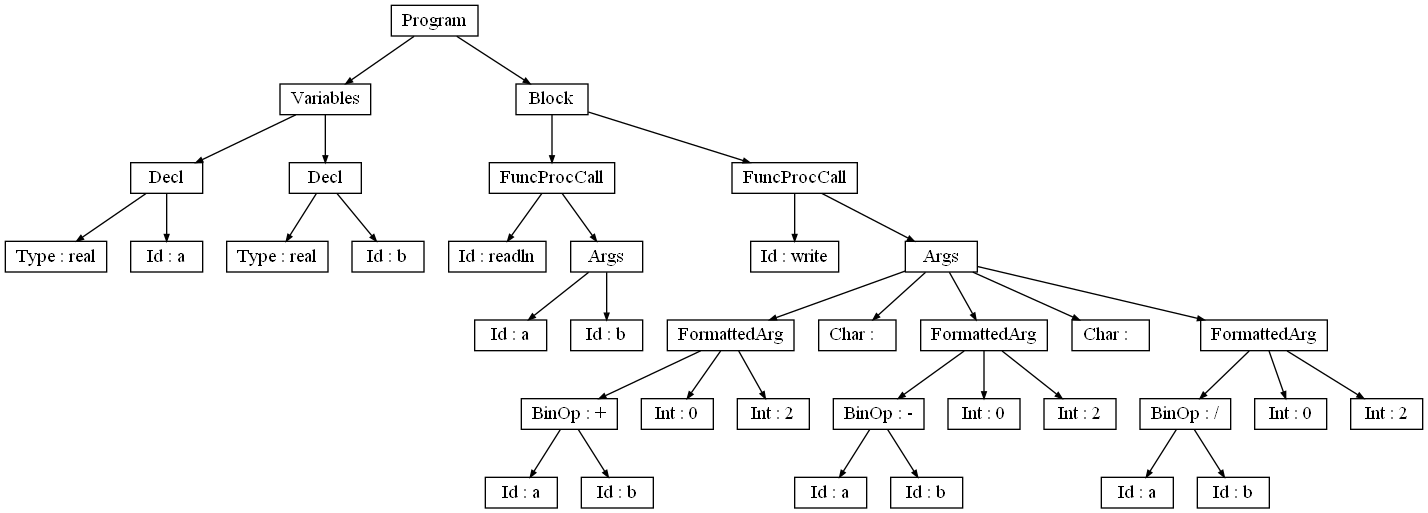 Program
Variables
Block
Decl
Decl
FuncProcCall
FuncProcCall
Type : real
Id : a
Type : real
Id : b
Id : readln
Args
Id : write
Args
Id : a
Id : b
FormattedArg
Char :
FormattedArg
Char :
FormattedArg
BinOp : +
Int : 0
Int : 2
BinOp : -
Int : 0
Int : 2
BinOp : /
Int : 0
Int : 2
Id : a
Id : b
Id : a
Id : b
Id : a
Id : b